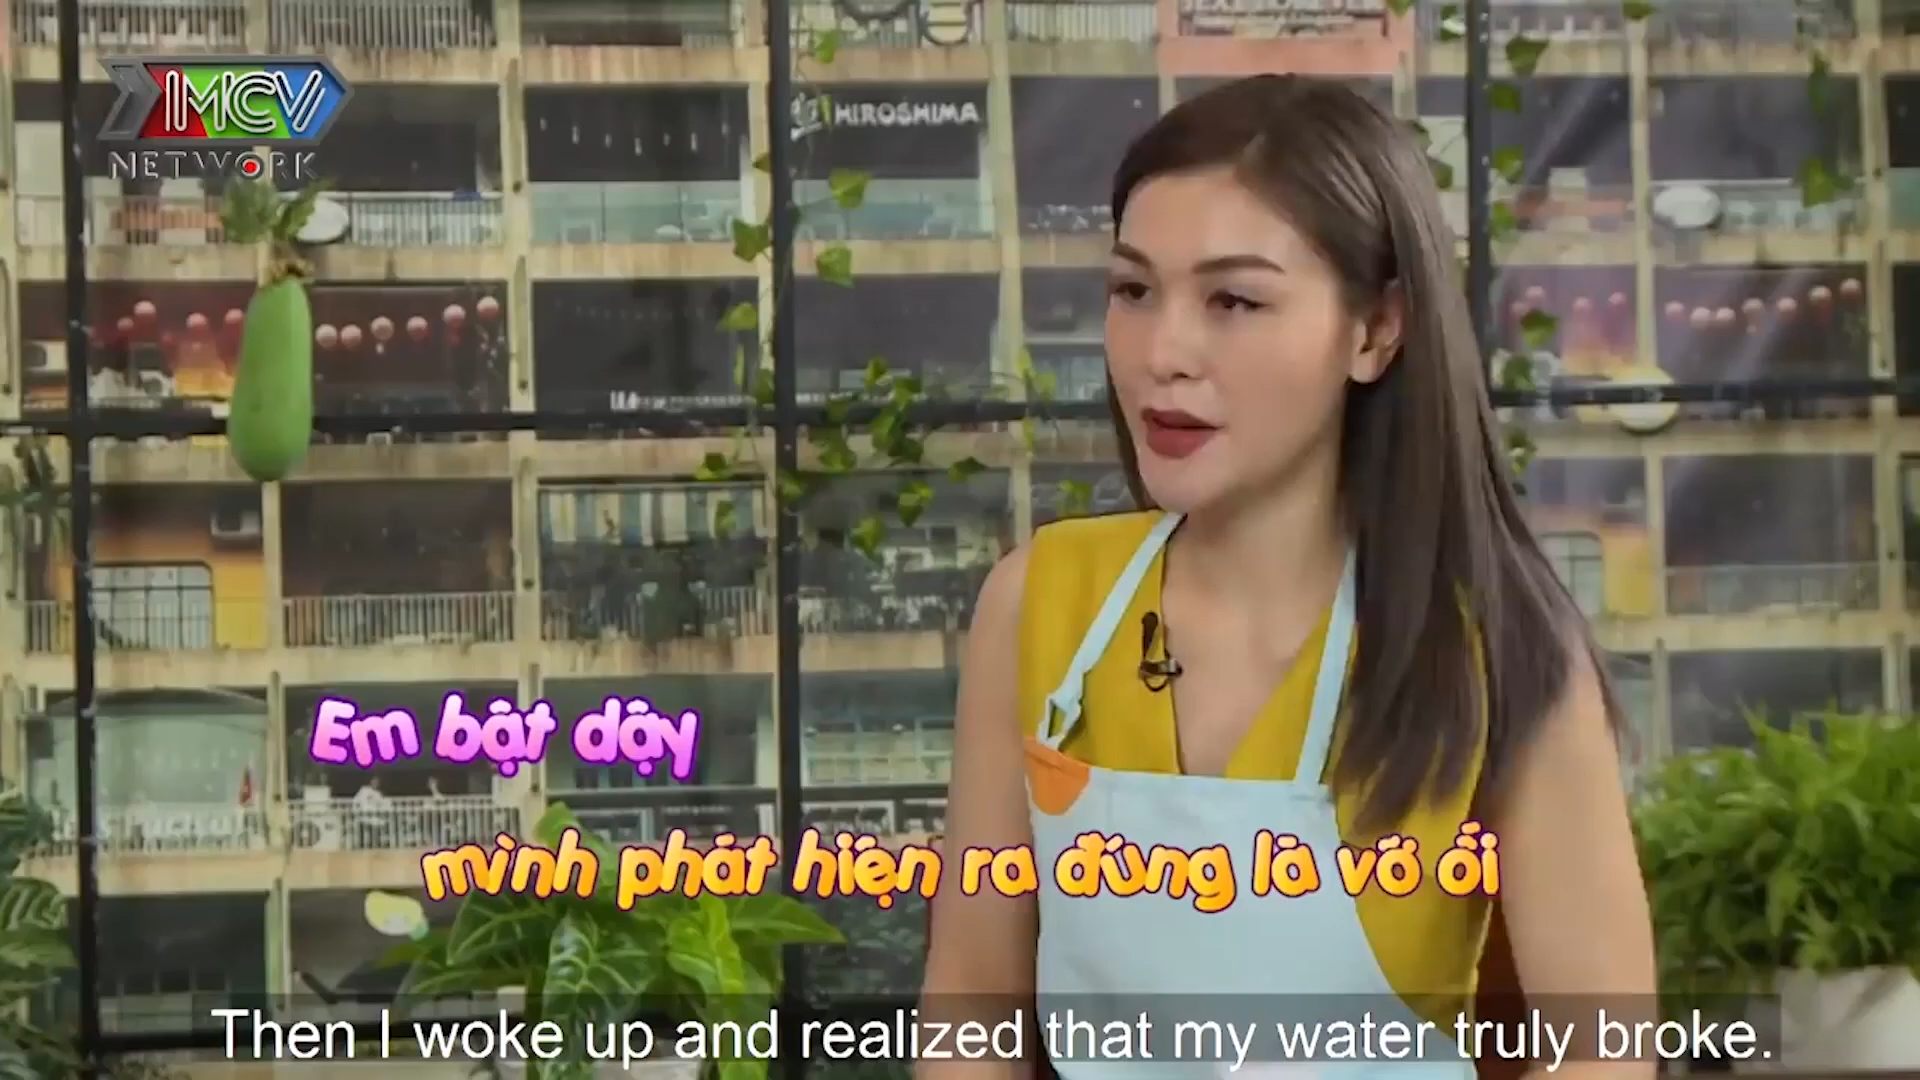 MCV
NETWORK
HIROSHIMA
Em bật dậy
mình phát hiện ra đúng là vỡ ối
Then I woke up and realized that my water truly broke.